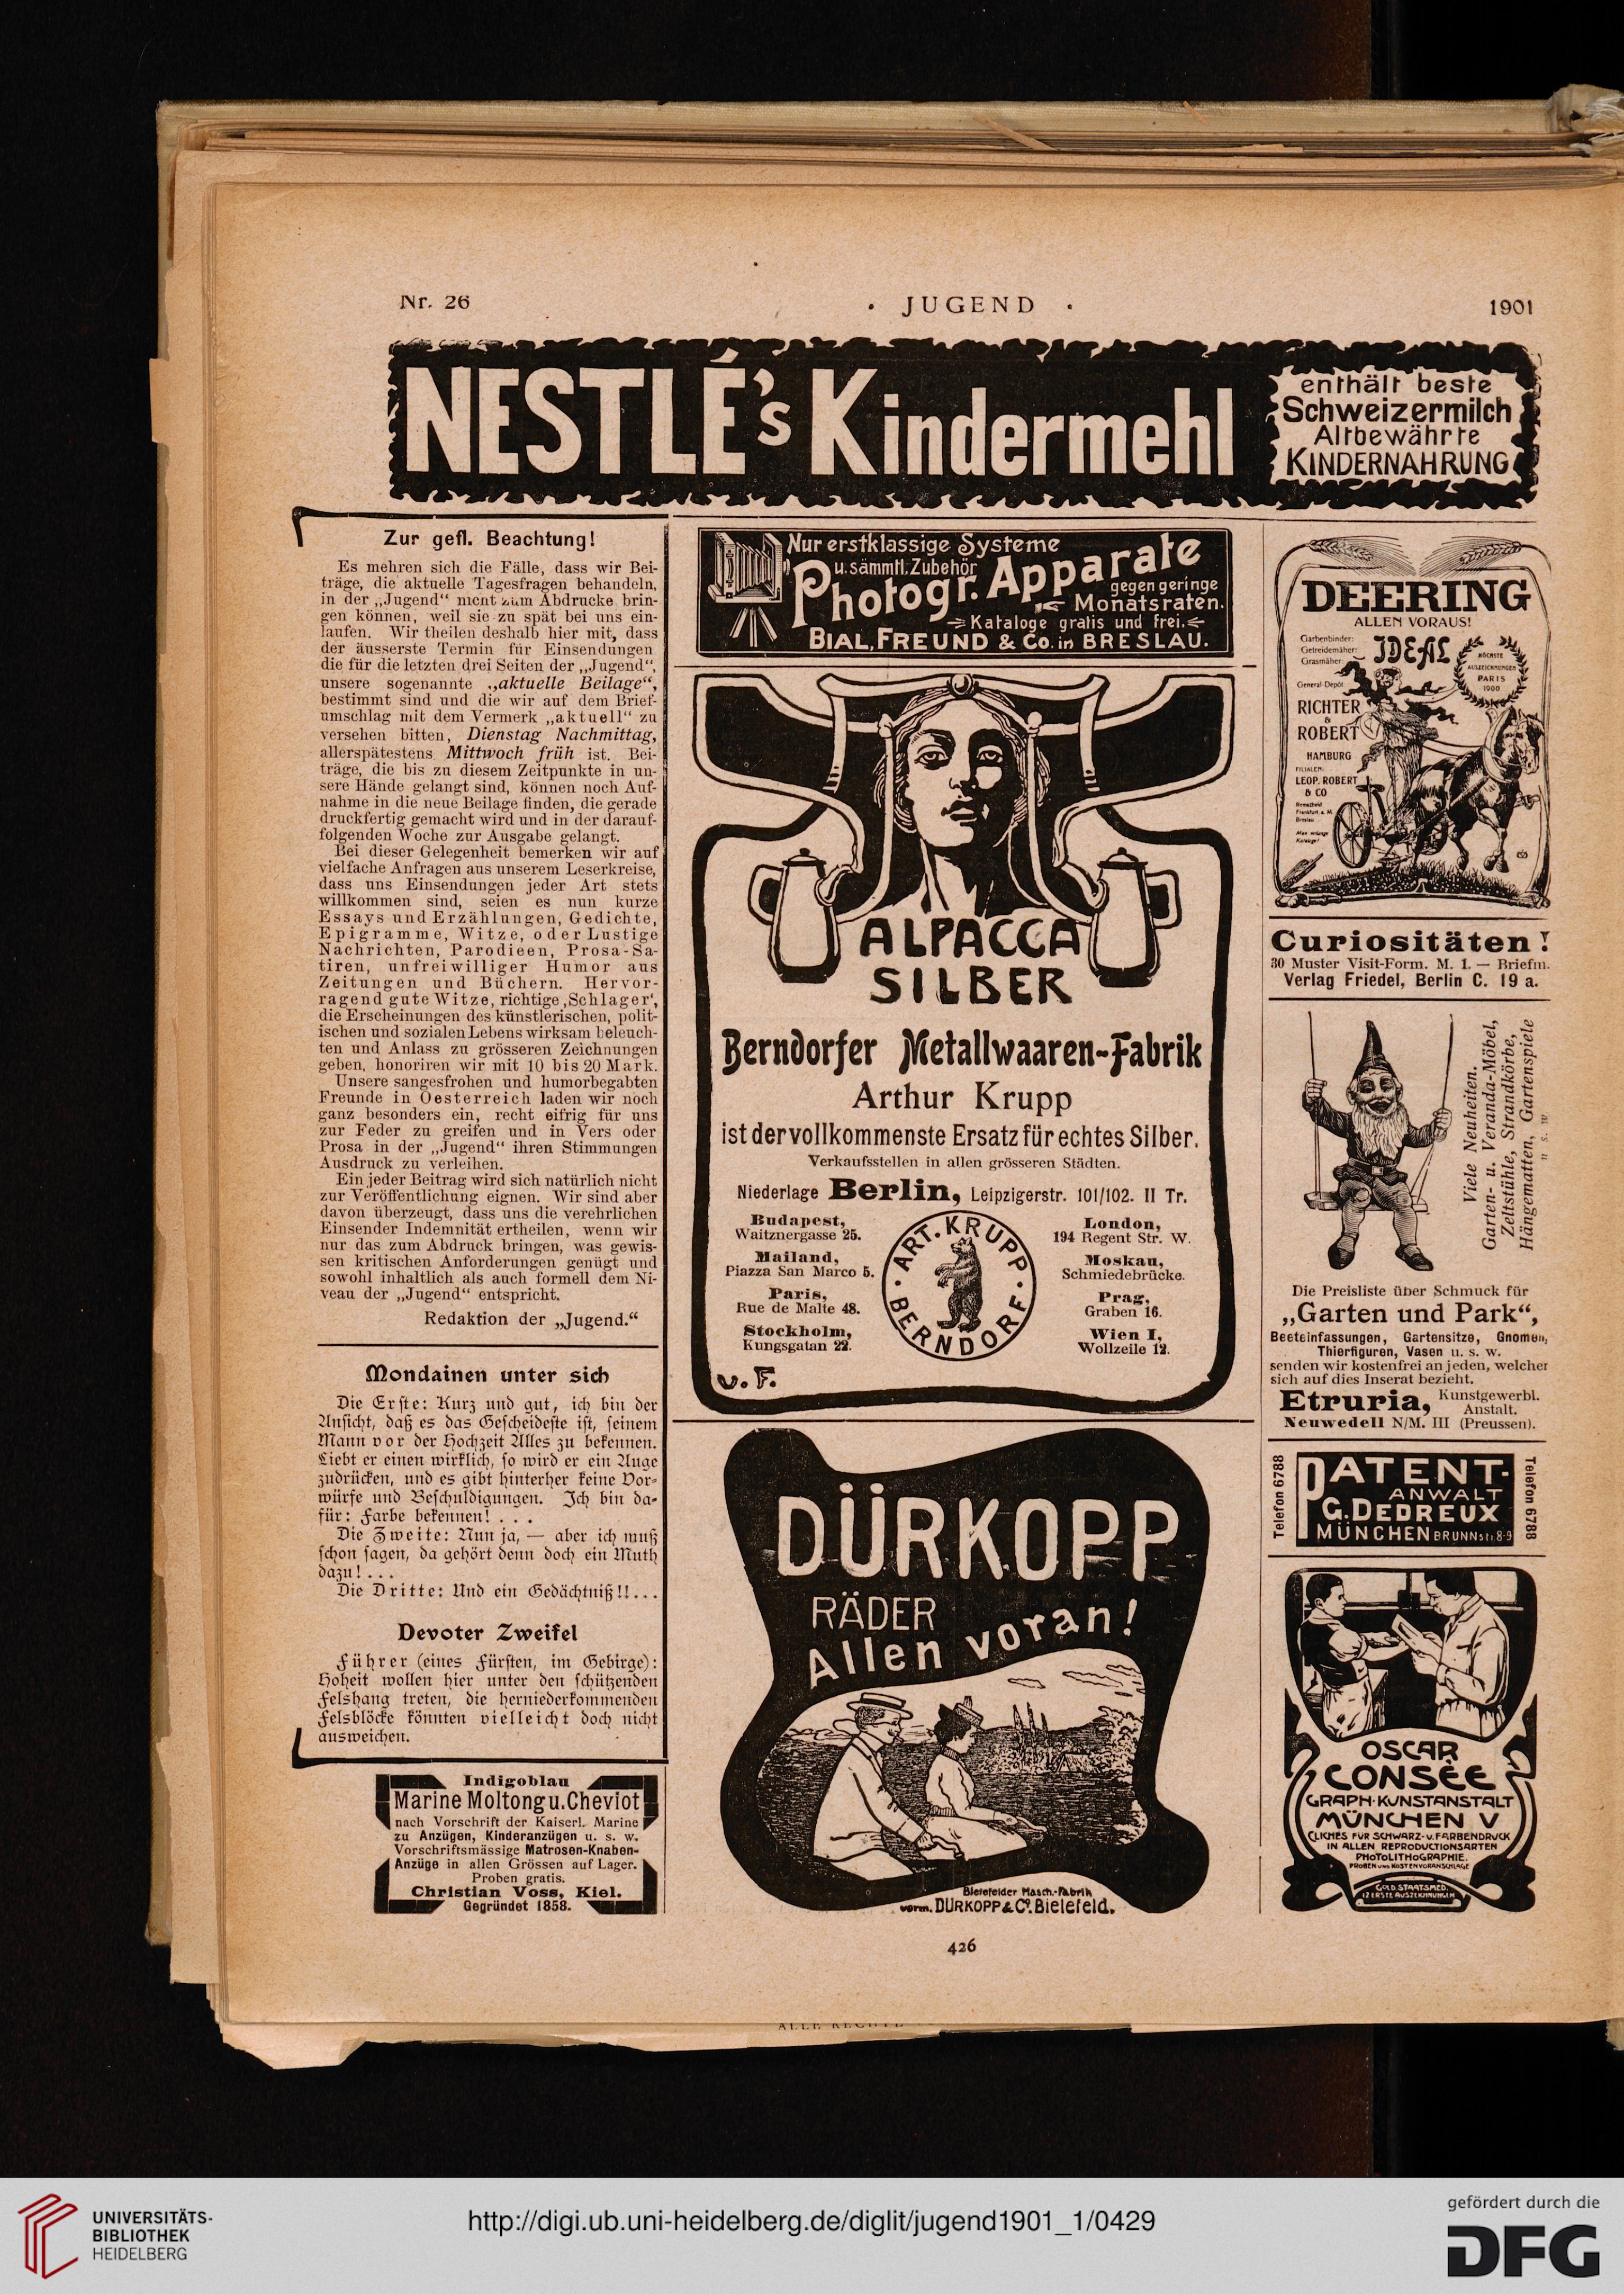 Nr. 26
· JUGEND ·
1901
NESTLÉ's Kindermehl
enthält beste
Schweizermilch
Altbewährte
KINDERNAHRUNG
Zur gefl. Beachtung!
Es mehren sich die Fälle, dass wir Bei-
träge, die aktuelle Tagesfragen behandeln,
in der „Jugend“ nicht zum Abdrucke brin-
gen können, weil sie zu spät bei uns ein-
laufen. Wir theilen deshalb hier mit, dass
der äusserste Termin für Einsendungen
die für die letzten drei Seiten der „Jugend“,
unsere sogenannte „aktuelle Beilage“,
bestimmt sind und die wir auf dem Brief-
umschlag mit dem Vermerk „aktuell“ zu
versehen bitten, Dienstag Nachmittag,
allerspätestens Mittwoch früh ist. Bei-
träge, die bis zu diesem Zeitpunkte in un-
sere Hände gelangt sind, können noch Auf-
nahme in die neue Beilage finden, die gerade
druckfertig gemacht wird und in der darauf-
folgenden Woche zur Ausgabe gelangt.
Bei dieser Gelegenheit bemerken wir auf
vielfache Anfragen aus unserem Leserkreise,
dass uns Einsendungen jeder Art stets
willkommen sind, seien es nun kurze
Essays und Erzählungen, Gedichte,
Epigramme, Witze, oder Lustige
Nachrichten, Parodieen, Prosa-Sa-
tiren, unfreiwilliger Humor aus
Zeitungen und Büchern. Hervor-
ragend gute Witze, richtige ‚Schlager‘,
die Erscheinungen des künstlerischen, polit-
ischen und sozialen Lebens wirksam beleuch-
ten und Anlass zu grösseren Zeichnungen
geben, honoriren wir mit 10 bis 20 Mark.
Unsere sangesfrohen und humorbegabten
Freunde in Oesterreich laden wir noch
ganz besonders ein, recht eifrig für uns
zur Feder zu greifen und in Vers oder
Prosa in der „Jugend“ ihren Stimmungen
Ausdruck zu verleihen.
Ein jeder Beitrag wird sich natürlich nicht
zur Veröffentlichung eignen. Wir sind aber
davon überzeugt, dass uns die verehrlichen
Einsender Indemnität ertheilen, wenn wir
nur das zum Abdruck bringen, was gewis-
sen kritischen Anforderungen genügt und
sowohl inhaltlich als auch formell dem Ni-
veau der „Jugend“ entspricht.
Redaktion der „Jugend.“
Mondainen unter sich
Die Erste: Kurz und gut, ich bin der
Ansicht, daß es das Gescheideste ist, seinem
Mann vor der Hochzeit Alles zu bekennen.
Liebt er einen wirklich, so wird er ein Auge
zudrücken, und es gibt hinterher keine Vor-
würfe und Beschuldigungen. Ich bin da-
für: Farbe bekennen! . . .
Die Zweite: Nun ja, — aber ich muß
schon sagen, da gehört denn doch ein Muth
dazu! . . .
Die Dritte: Und ein Gedächtniß!! . . .
Devoter Zweifel
Führer (eines Fürsten, im Gebirge):
Hoheit wollen hier unter den schützenden
Felshang treten, die herniederkommenden
Felsblöcke könnten vielleicht doch nicht
ausweichen.
Indigoblau
Marine Moltong u. Cheviot
nach Vorschrift der Kaiserl. Marine
zu Anzügen, Kinderanzügen u. s. w.
Vorschriftsmässige Matrosen-Knaben-
Anzüge in allen Grössen auf Lager.
Proben gratis.
Christian Voss, Kiel.
Gegründet 1858.
Nur erstklassige Systeme
u. sämmtl. Zubehör
Photogr. Apparate
gegen geringe
Monatsraten.
Kataloge gratis und frei.
BIAL, FREUND & Co. in BRESLAU.
ALPACCA
SILBER
Berndorfer Metallwaaren-Fabrik
Arthur Krupp
ist der vollkommenste Ersatz für echtes Silber.
Verkaufsstellen in allen grösseren Städten.
Niederlage Berlin, Leipzigerstr. 101/102. II Tr.
Budapest,
Waitznergasse 25.
Mailand,
Piazza San Marco 5.
Paris,
Rue de Malte 48.
Stockholm,
Kungsgatan 22.
ART. KRUPP
BERNDORF
London,
194 Regent Str. W.
Moskau,
Schmiedebrücke.
Prag,
Graben 16.
Wien I,
Wollzeile 12.
v. F.
DÜRKOPP
RÄDER
Allen voran!
Bielefelder Masch.-Fabrik
vorm. DÜRKOPP & Co. Bielefeld.
DEERING
ALLEN VORAUS!
Garbenbinder:
Getreidemäher:
Grasmäher:
IDEAL
HÖCHSTE
AUSZEICHNUNGEN
PARIS
1900
General-Depôt
RICHTER
&
ROBERT
HAMBURG
FILIALEN:
LEOP. ROBERT
& CO
Remscheid
Frankfurt a. M.
Breslau
Man verlange
Kataloge!
Curiositäten!
30 Muster Visit-Form. M. 1. — Briefm.
Verlag Friedel, Berlin C. 19 a.
Viele Neuheiten.
Garten- u. Veranda-Möbel,
Zeltstühle, Strandkörbe,
Hängematten, Gartenspiele
u. s. w.
Die Preisliste über Schmuck für
„Garten und Park“,
Beeteinfassungen, Gartensitze, Gnomen,
Thierfiguren, Vasen u. s. w.
senden wir kostenfrei an jeden, welcher
sich auf dies Inserat bezieht.
Etruria, Kunstgewerbl.
Anstalt.
Neuwedell N/M. III (Preussen).
Telefon 6788
PATENT-
ANWALT
G. DEDREUX
MÜNCHEN BRUNNstr. 8-9
Telefon 6788
OSCAR
CONSÉE
GRAPH. KUNSTANSTALT
MÜNCHEN V
CLICHES FÜR SCHWARZ- u. FARBENDRUCK
IN ALLEN REPRODUCTIONSARTEN
PHOTOLITHOGRAPHIE.
PROBEN UND KOSTENVORANSCHLÄGE
GOLD. STAATSMED.
12 ERSTE AUSZEICHNUNGEN
426
ALLE RECHTE
UNIVERSITÄTS-
BIBLIOTHEK
HEIDELBERG
http://digi.ub.uni-heidelberg.de/diglit/jugend1901_1/0429
gefördert durch die
DFG